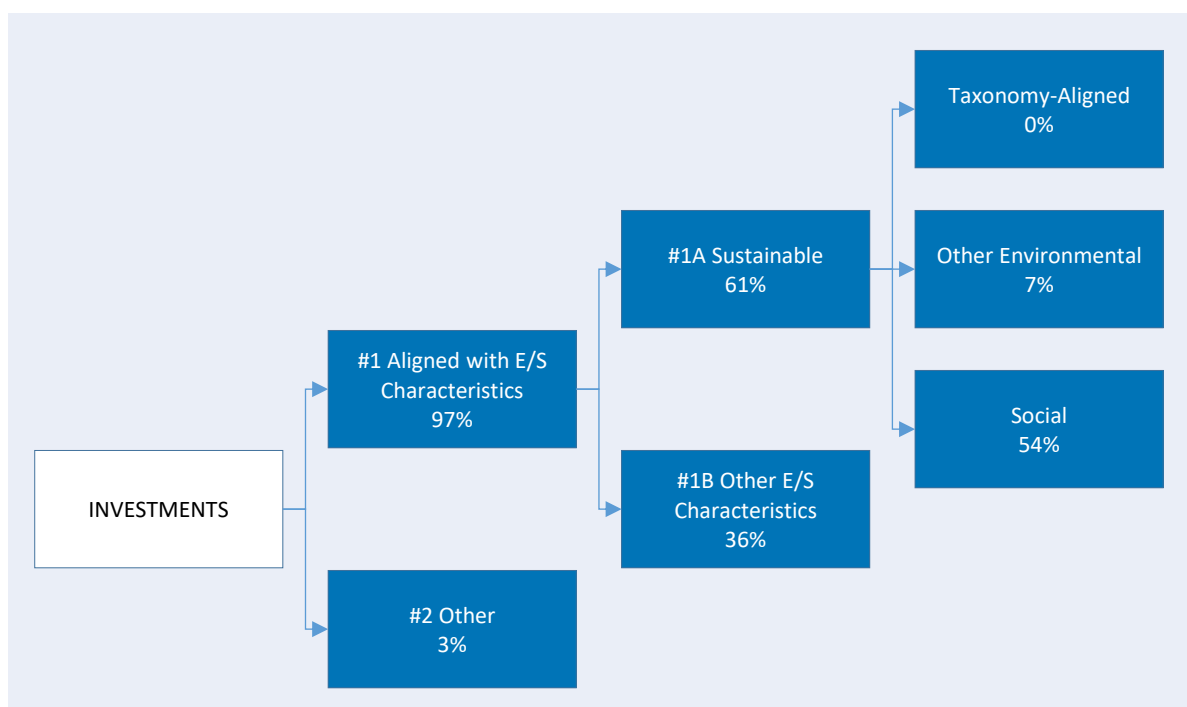 INVESTMENTS
#1 Aligned with E/S
Characteristics
97%
#2 Other
3%
#1A Sustainable
61%
#1B Other E/S
Characteristics
36%
Taxonomy-Aligned
0%
Other Environmental
7%
Social
54%